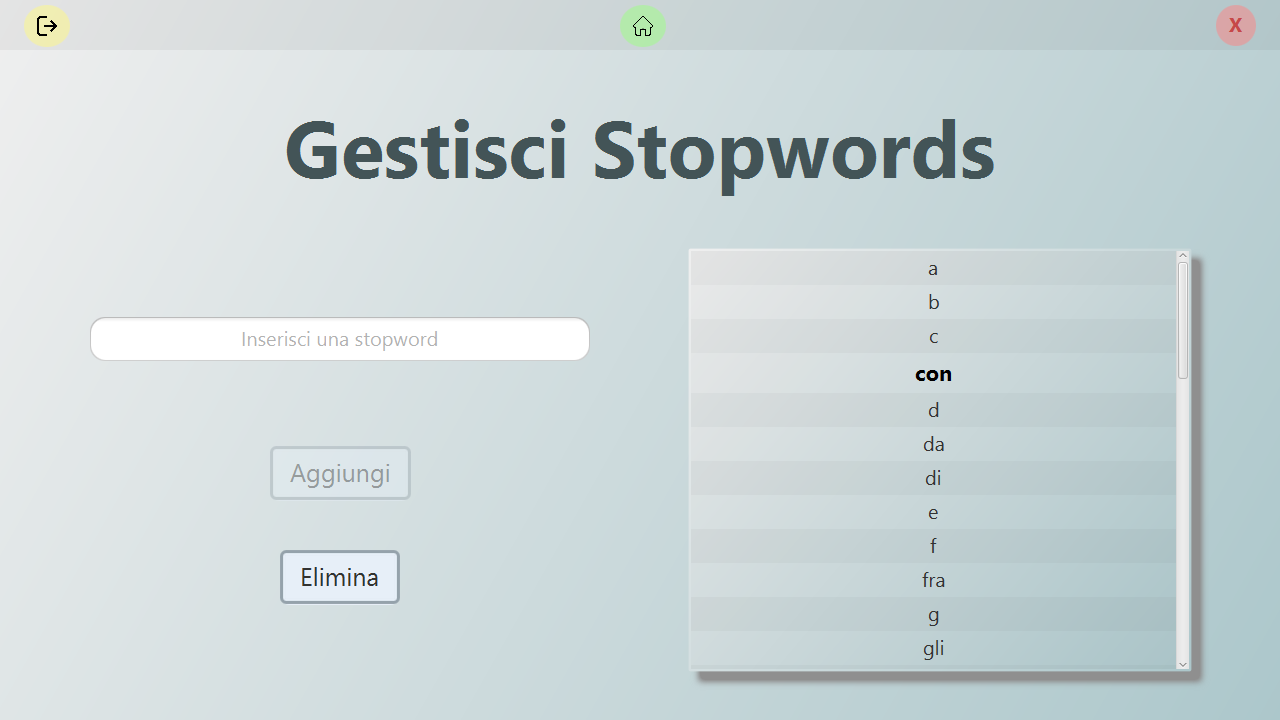 X
Gestisci Stopwords
Inserisci una stopword
Aggiungi
Elimina
a
b
c
con
d
da
di
e
f
fra
g
gli